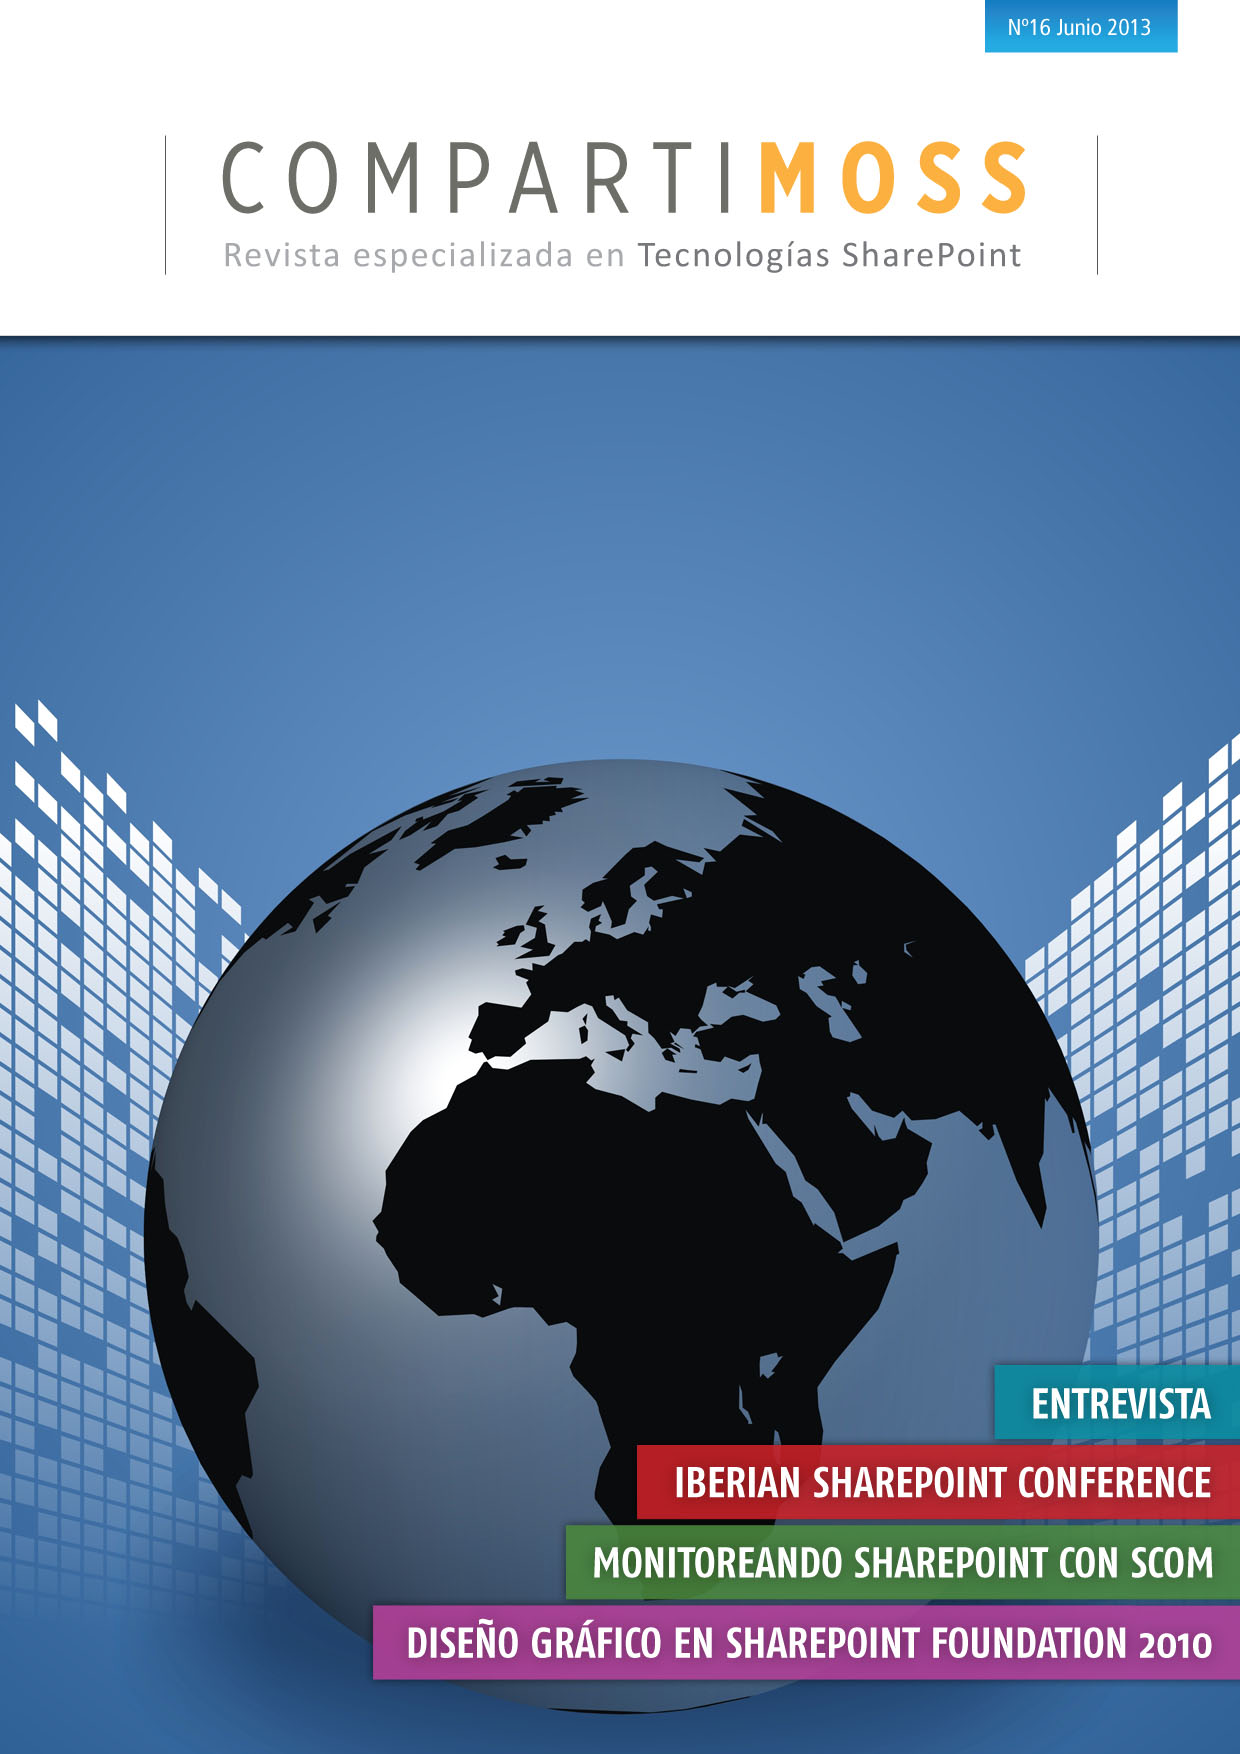 Nº16 Junio 2013
COMPARTIMOSS
Revista especializada en Tecnologías SharePoint
ENTREVISTA
IBERIAN SHAREPOINT CONFERENCE
MONITOREANDO SHAREPOINT CON SCOM
DISEÑO GRÁFICO EN SHAREPOINT FOUNDATION 2010